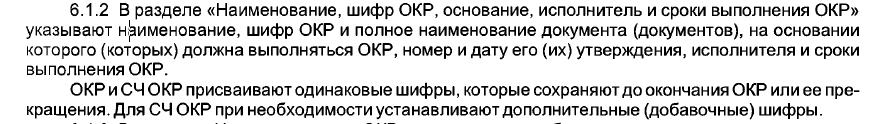 6.1.2 В разделе «Наименование, шифр ОКР, основание, исполнитель и сроки выполнения ОКР»
указывают наименование, шифр ОКР и полное наименование документа (документов), на основании
которого (которых) должна выполняться ОКР, номер и дату его (их) утверждения, исполнителя и сроки
выполнения ОКР.
ОКР и СЧ ОКР присваивают одинаковые шифры, которые сохраняют до окончания ОКР или ее пре-
кращения. Для СЧ ОКР при необходимости устанавливают дополнительные (добавочные) шифры.